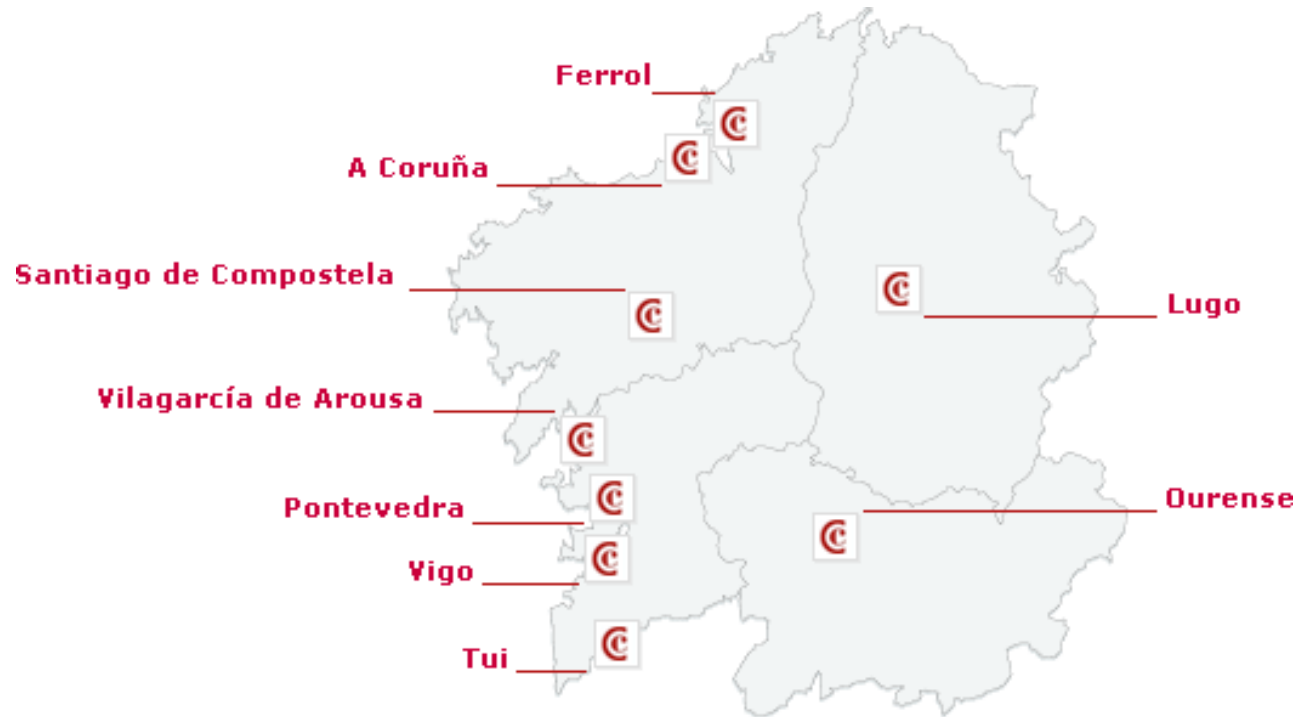 Ferrol
A Coruña
Santiago de Compostela
Lugo
Vilagarcía de Arousa
Pontevedra
Ourense
Vigo
Tui